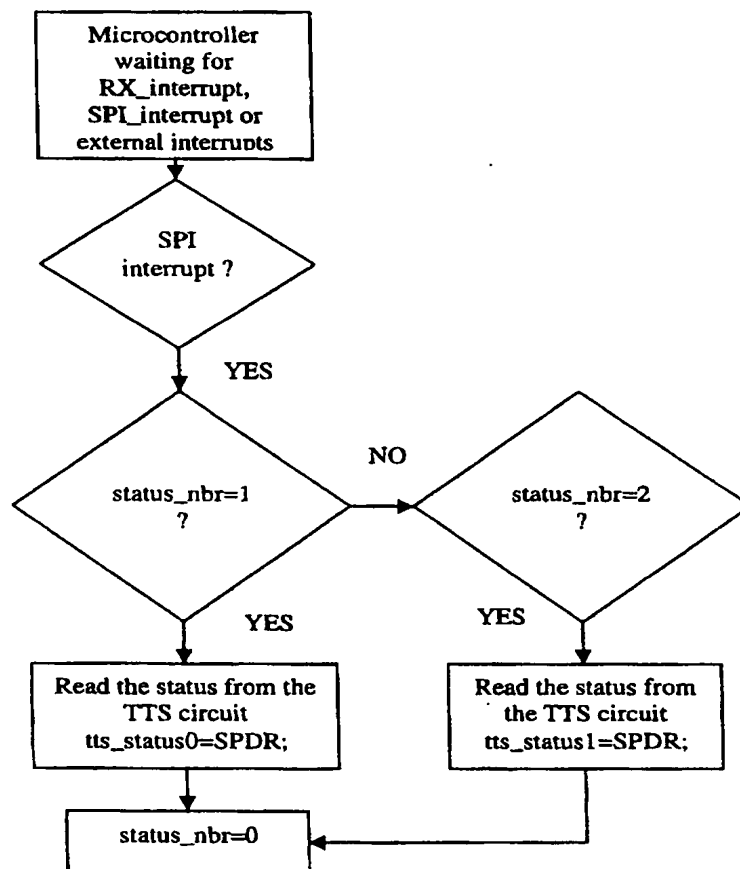 Microcontroller
waiting for
RX_interrupt,
SPI_interrupt or
external interrupts
SPI
interrupt ?
YES
status_nbr=1
?
NO
status_nbr=2
?
YES
YES
Read the status from the
TTS circuit
tts_status0=SPDR;
Read the status from
the TTS circuit
tts_status1=SPDR;
status_nbr=0